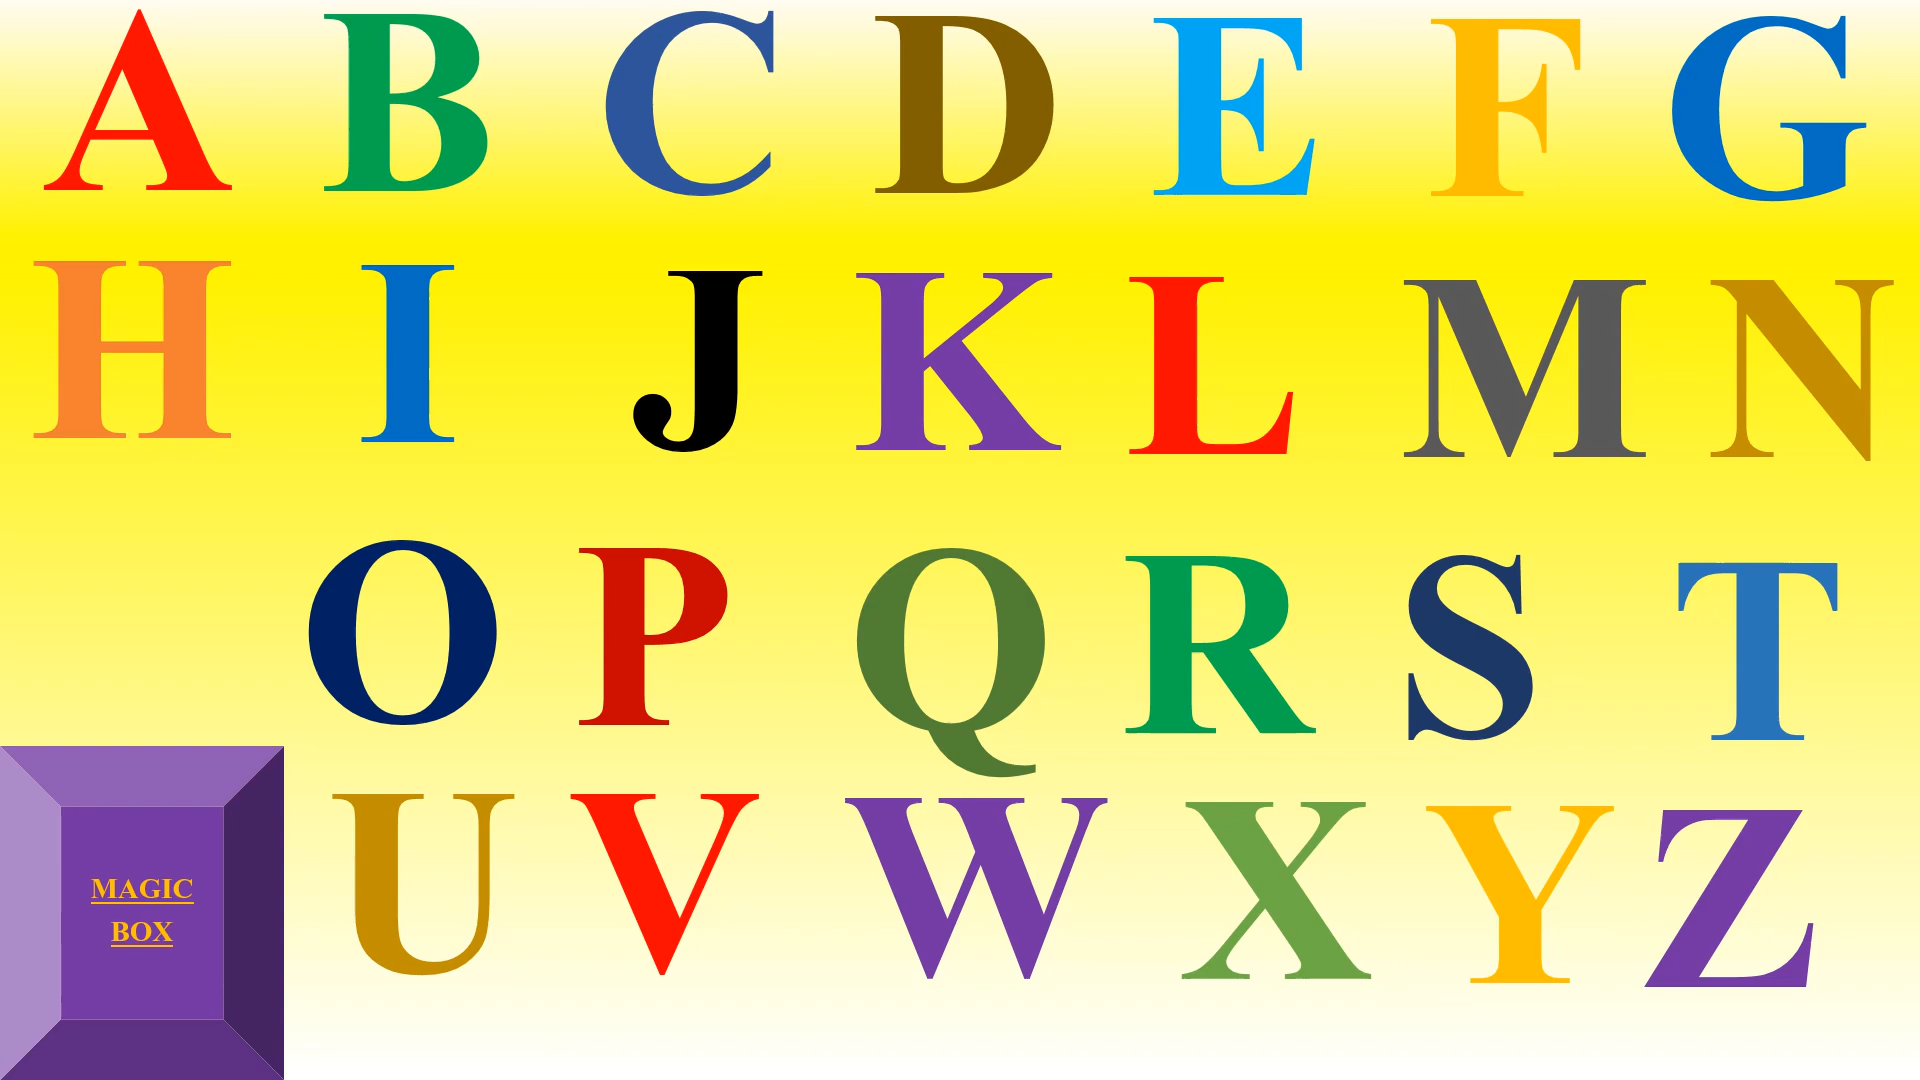 A B C D E F G
H I J K L M N
O P Q R S T
U V W X Y Z
MAGIC
BOX